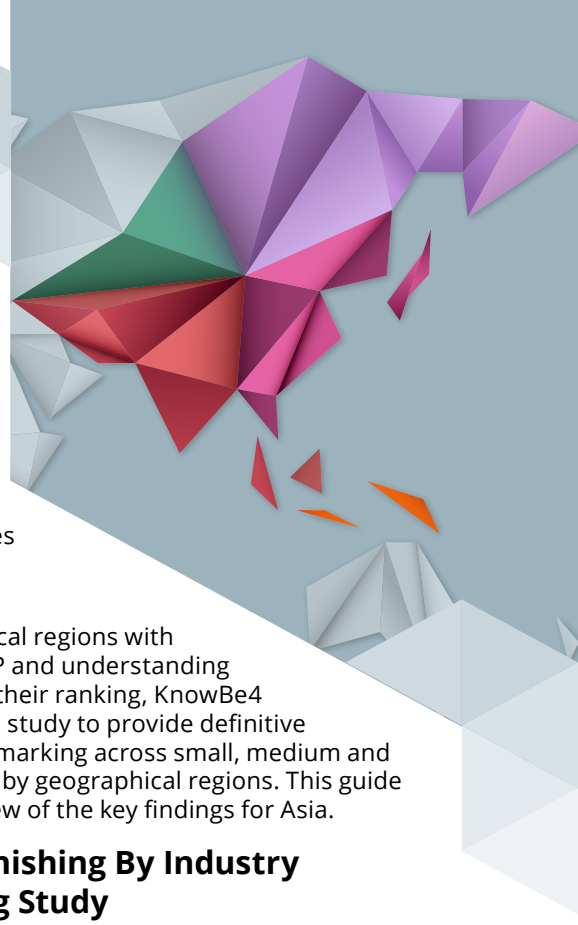 es
cal regions with
P and understanding
their ranking, KnowBe4
study to provide definitive
marking across small, medium and
by geographical regions. This guide
ew of the key findings for Asia.
nishing By Industry
g Study